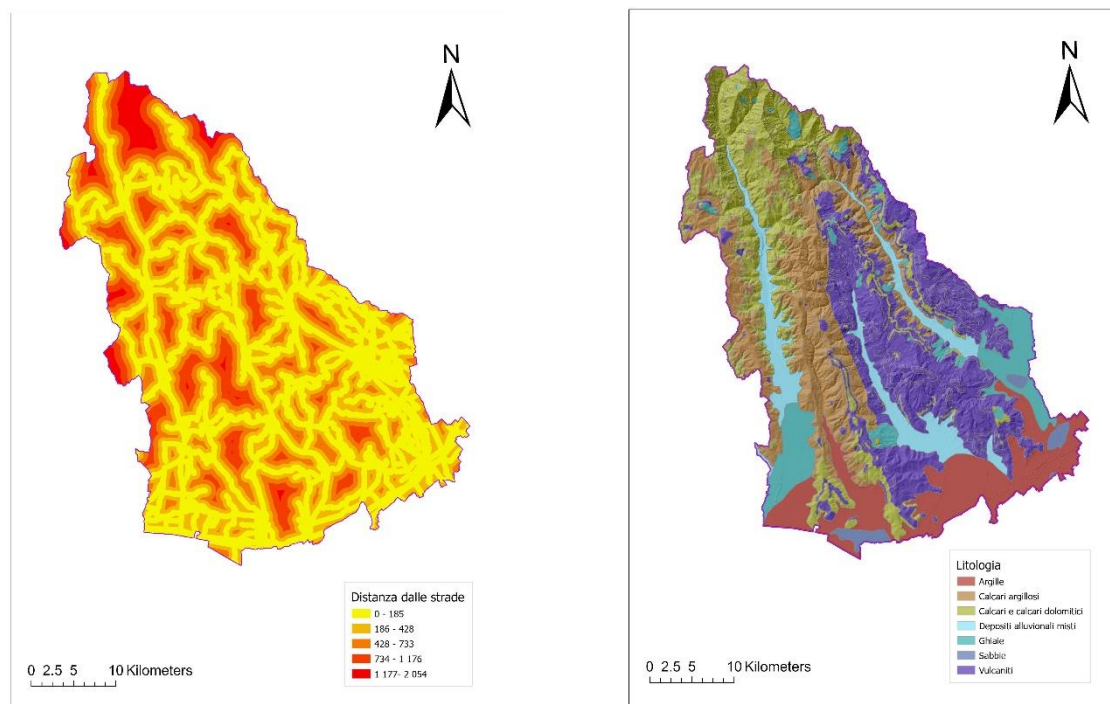 N
Distanza dalle strade
0 - 185
186 - 428
428 - 733
734 - 1 176
1 177- 2 054
0 2.5 5 10 Kilometers
N
Litologia
Argille
Calcari argillosi
Calcari e calcari dolomitici
Depositi alluvionali misti
Ghiaie
Sabbie
Vulcaniti
0 2.5 5 10 Kilometers